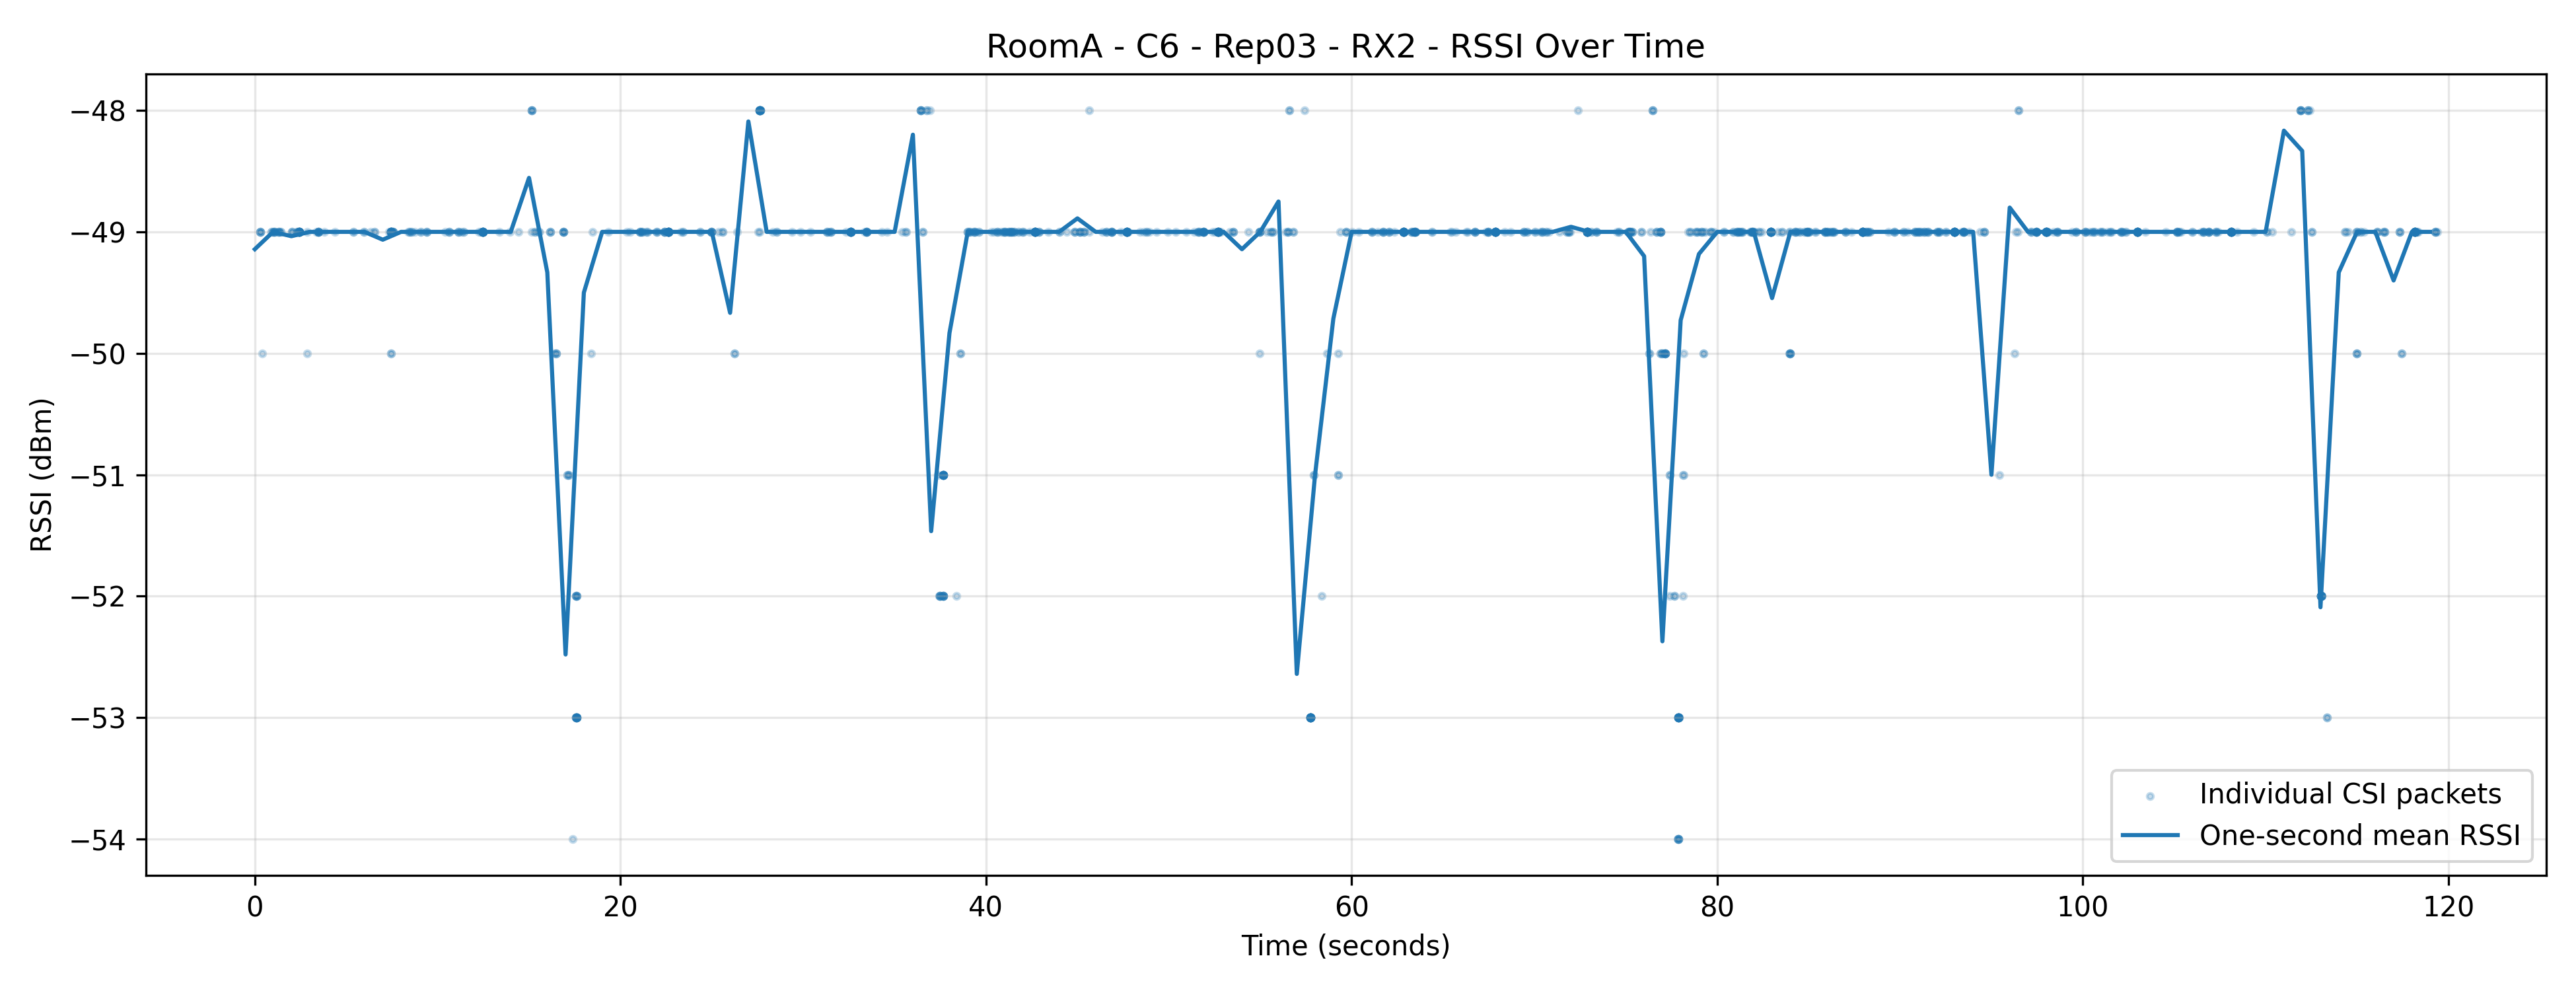 RoomA - C6 - Rep03 - RX2 - RSSI Over Time
RSSI (dBm)
−48
−49
−50
−51
−52
−53
−54
0 20 40 60 80 100 120
Time (seconds)
Individual CSI packets
One-second mean RSSI